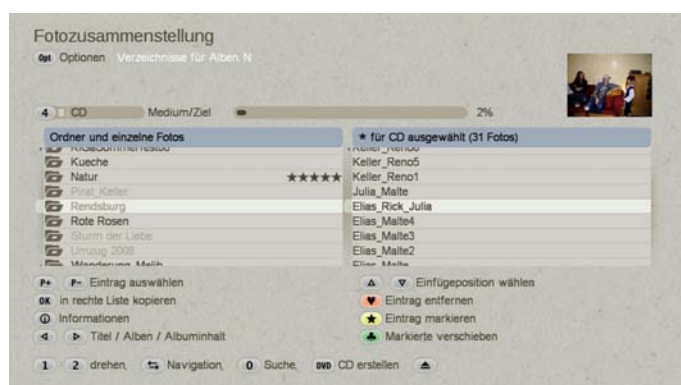 Fotozusammenstellung
Opt Optionen Verzeichnisse für Alben, N
4 CD Medium/Ziel 2%
Ordner und einzelne Fotos
★ für CD ausgewählt (31 Fotos)
Kueche
Natur ★★★★★
Pirat_Keller
Rendsburg
Rote Rosen
Sturm der Liebe
Umzug 2008
Wanderung_Melib
Keller_Reno6
Keller_Reno5
Keller_Reno1
Julia_Malte
Elias_Rick_Julia
Elias_Malte4
Elias_Malte3
Elias_Malte2
Elias_Malte
P+ P- Eintrag auswählen
OK in rechte Liste kopieren
Informationen
Titel / Alben / Albuminhalt
Einfügeposition wählen
Eintrag entfernen
Eintrag markieren
Markierte verschieben
1 2 drehen, Navigation, 0 Suche, DVD CD erstellen